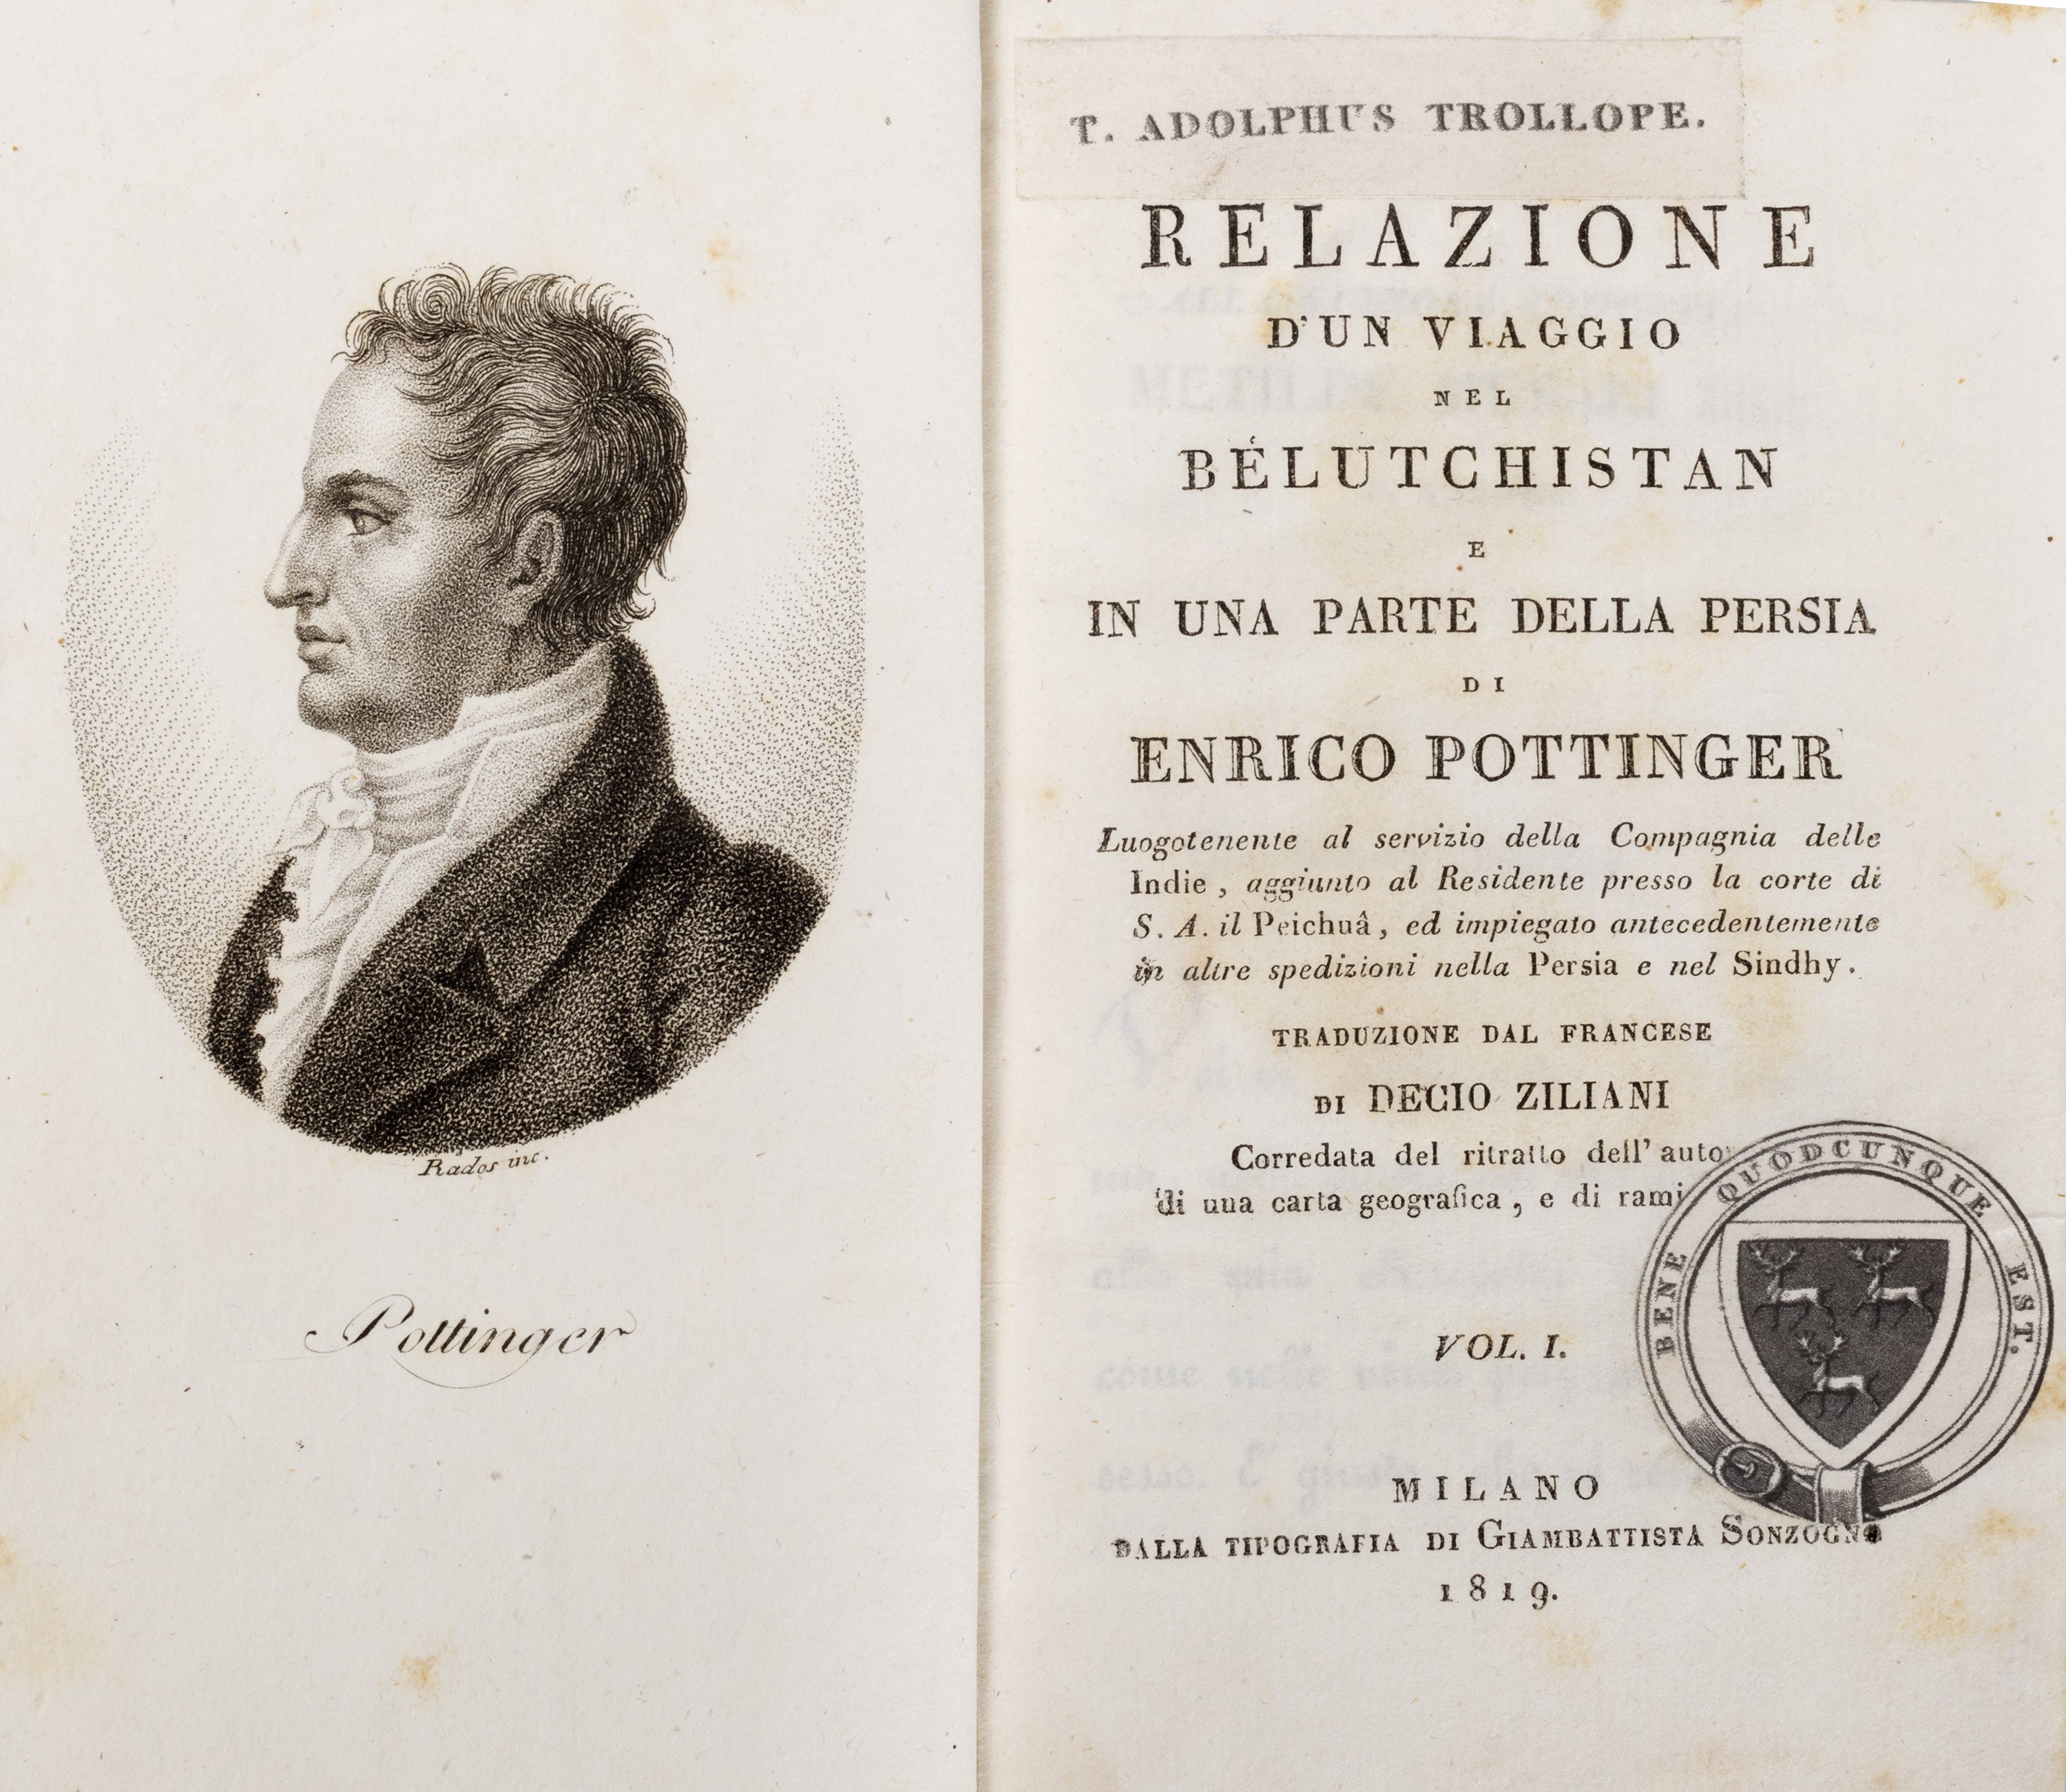 Rados inc.
Pottinger
T. ADOLPHUS TROLLOPE.
RELAZIONE
D'UN VIAGGIO
NEL
BÉLUTCHISTAN
E
IN UNA PARTE DELLA PERSIA
DI
ENRICO POTTINGER
Luogotenente al servizio della Compagnia delle
Indie, aggiunto al Residente presso la corte di
S. A. il Peichuâ, ed impiegato antecedentemente
in altre spedizioni nella Persia e nel Sindhy.
TRADUZIONE DAL FRANCESE
DI DECIO ZILIANI
Corredata del ritratto dell'auto
di una carta geografica, e di rami
BENE QUODCUNQUE EST.
VOL. I.
MILANO
DALLA TIPOGRAFIA DI GIAMBATTISTA SONZOGNO
1819.